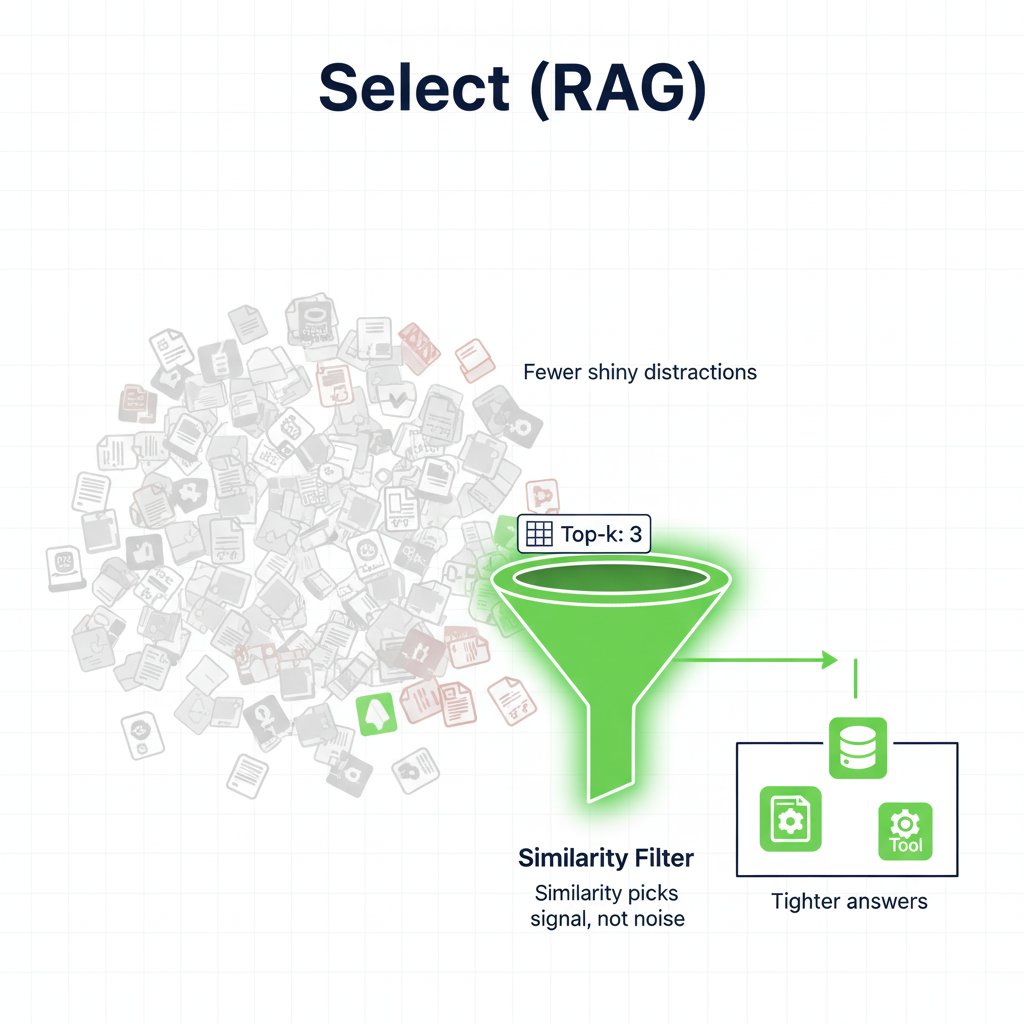 Select (RAG)
Fewer shiny distractions
Top-k: 3
Tool
Similarity Filter
Similarity picks
signal, not noise
Tighter answers